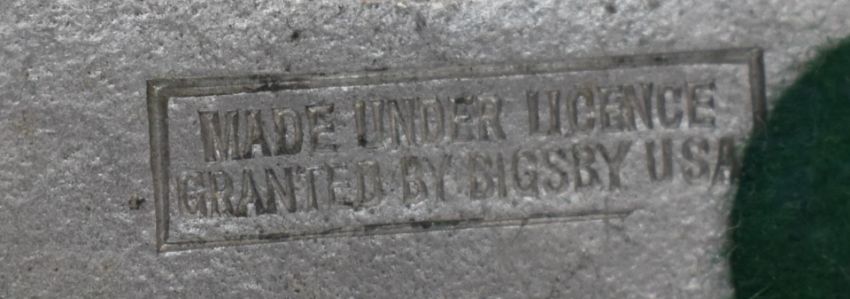 MADE UNDER LICENCE
GRANTED BY BIGSBY USA